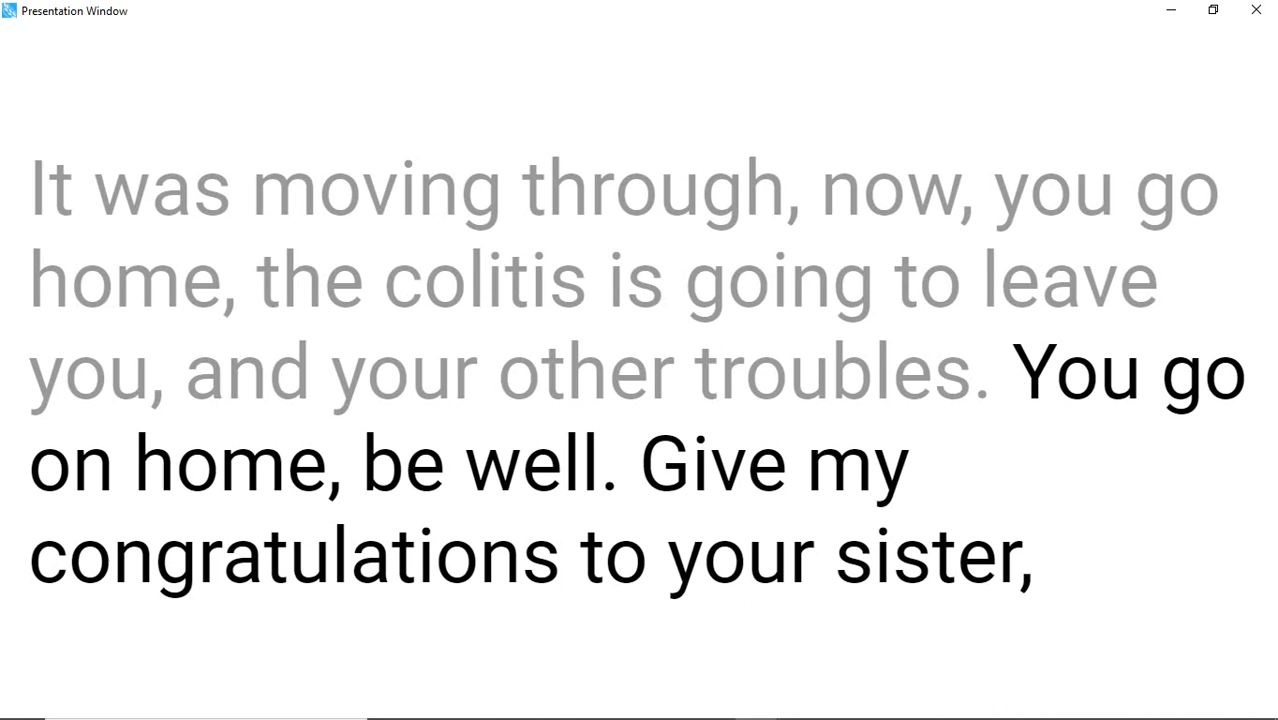 Presentation Window
It was moving through, now, you go
home, the colitis is going to leave
you, and your other troubles. You go
on home, be well. Give my
congratulations to your sister,